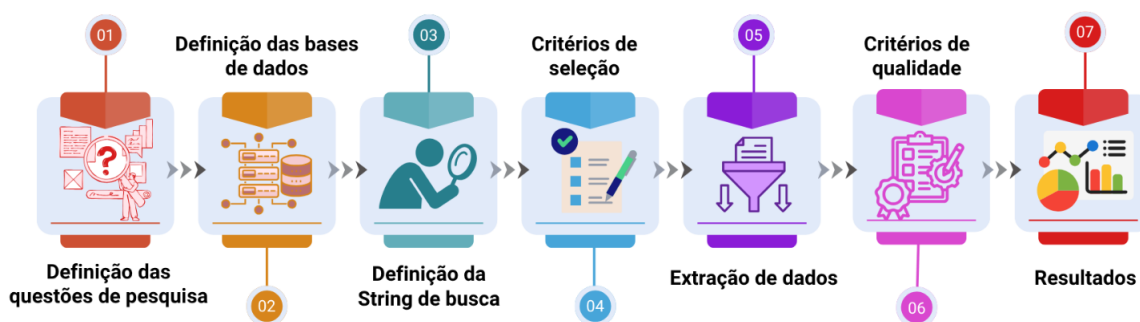 01
Definição das
questões de pesquisa
Definição das bases
de dados
02
03
Definição da
String de busca
Critérios de
seleção
04
05
Extração de dados
Critérios de
qualidade
06
07
Resultados
?